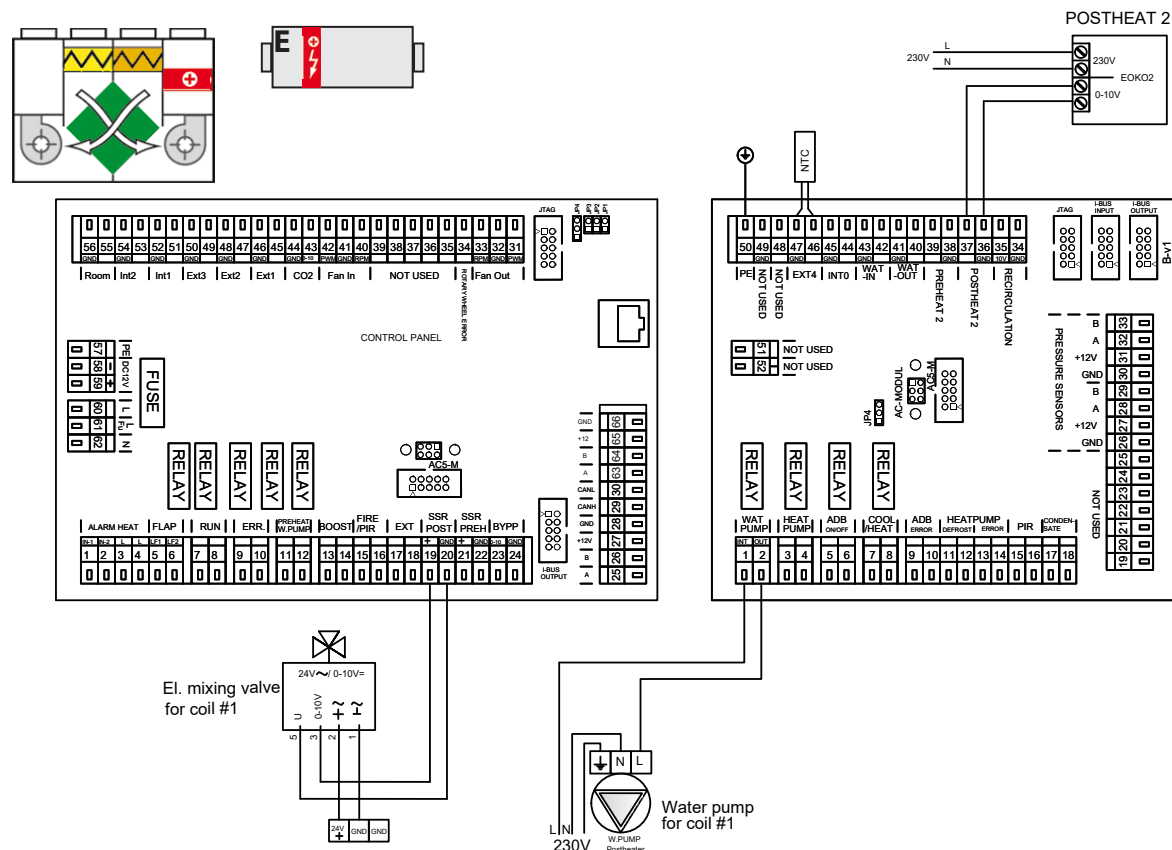 POSTHEAT 2
E
L
230V
N
230V
EOKO2
0-10V
NTC
JTAG
JP4
JP3
JP2
JP1
56 55 54 53 52 51 50 49 48 47 46 45 44 43 42 41 40 39 38 37 36 35 34 33 32 31
GND GND GND GND GND GND GND 0-10 PWM GND RPM RPM GND PWM
Room Int2 Int1 Ext3 Ext2 Ext1 CO2 Fan In NOT USED ROTARY WHEEL ERROR Fan Out
CONTROL PANEL
57 58 59
PE
DC12V
- +
60 61 62
L
Fu
L
N
FUSE
RELAY RELAY RELAY RELAY RELAY
AC5-M
GND 66
+12 65
B 64
A 63
CANL 30
CANH 29
GND 28
+12V 27
B 26
A 25
I-BUS
OUTPUT
ALARM HEAT FLAP RUN ERR. PREHEAT/ W.PUMP BOOST FIRE /PIR EXT SSR POST SSR PREH BYPP
IN-1 IN-2 L L LF1 LF2 + GND + GND 0-10 GND
1 2 3 4 5 6 7 8 9 10 11 12 13 14 15 16 17 18 19 20 21 22 23 24
50 49 48 47 46 45 44 43 42 41 40 39 38 37 36 35 34
GND GND GND GND GND GND 10V GND
PE NOT USED NOT USED EXT4 INT0 WAT -IN WAT -OUT PREHEAT 2 POSTHEAT 2 RECIRCULATION
JTAG
I-BUS
INPUT
I-BUS
OUTPUT
B-v1
51 NOT USED
52 NOT USED
AC-MODUL
AC5-M
JP4
PRESSURE SENSORS
B 33
A 32
+12V 31
GND 30
B 29
A 28
+12V 27
GND 26
25
24
23
22
21
20
19
NOT USED
RELAY RELAY RELAY RELAY
WAT PUMP HEAT PUMP ADB ON/OFF COOL /HEAT ADB ERROR HEATPUMP DEFROST ERROR PIR CONDEN- BATE
INT OUT
1 2 3 4 5 6 7 8 9 10 11 12 13 14 15 16 17 18
El. mixing valve
for coil #1
24V~/ 0-10V=
U
0-10V
+ ~
5 3 2 1
24V + GND GND
N L
L N
230V
W.PUMP
Postheater
Water pump
for coil #1